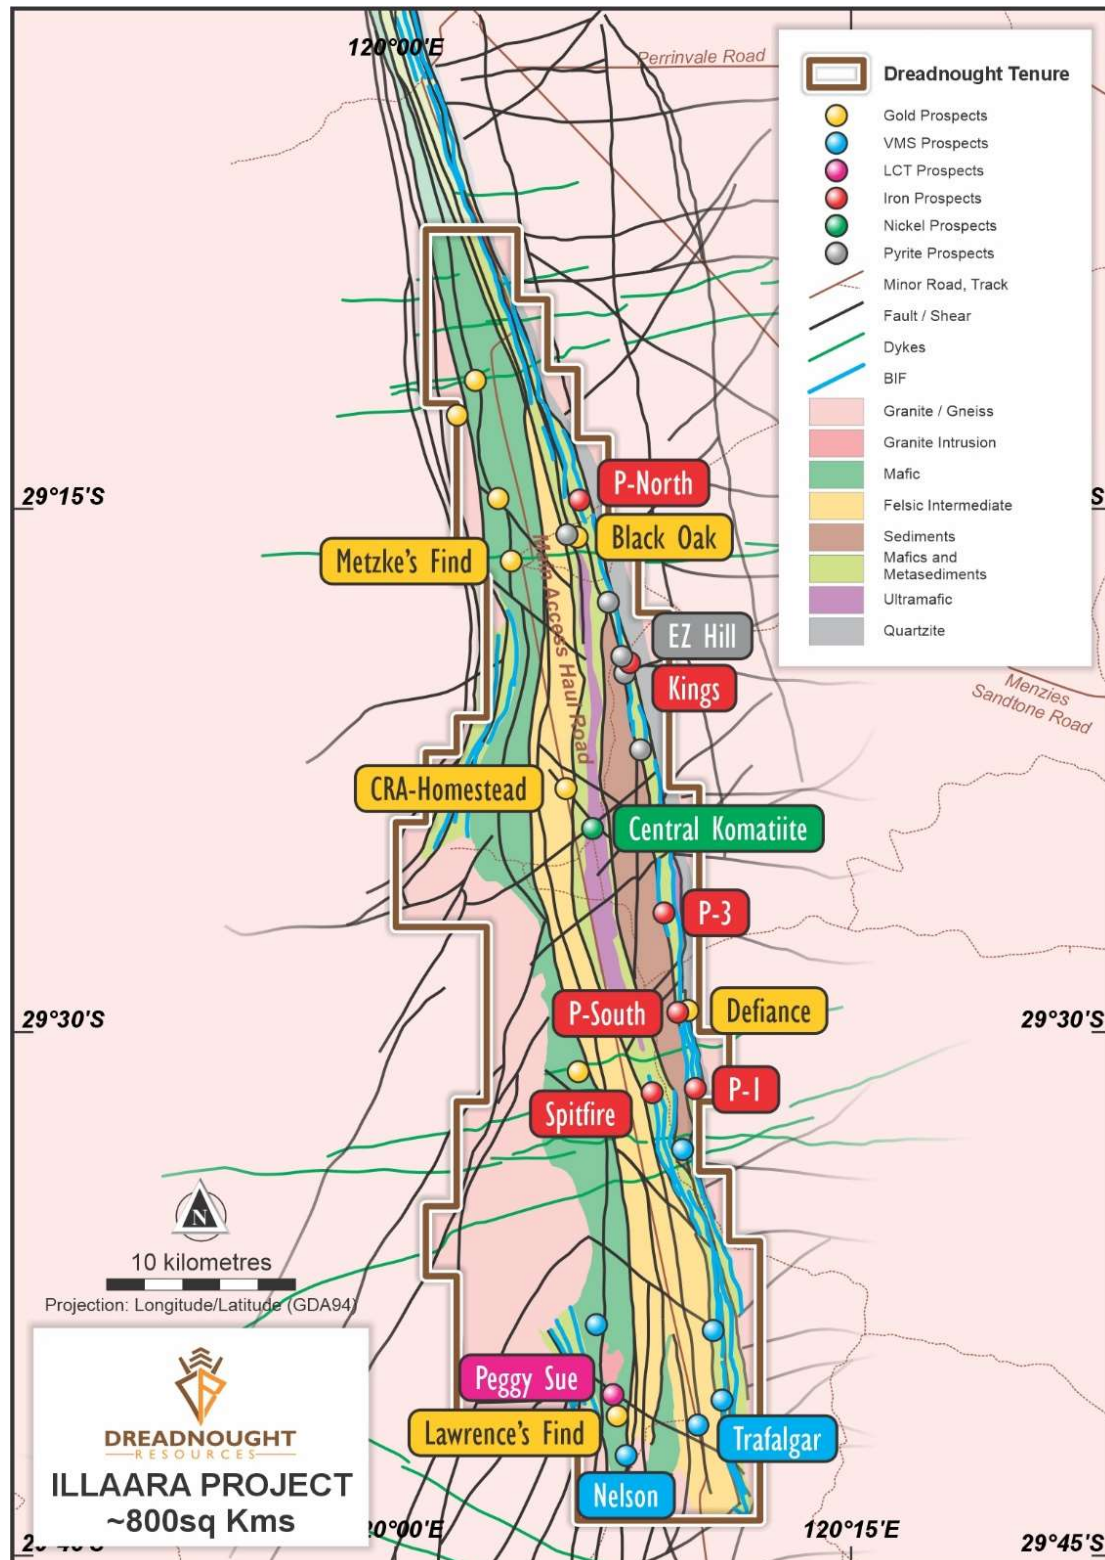 120°00'E
Perrinvale Road
Dreadnought Tenure
Gold Prospects
VMS Prospects
LCT Prospects
Iron Prospects
Nickel Prospects
Pyrite Prospects
Minor Road, Track
Fault / Shear
Dykes
BIF
Granite / Gneiss
Granite Intrusion
Mafic
Felsic Intermediate
Sediments
Mafics and
Metasediments
Ultramafic
Quartzite
29°15'S
S
P-North
Black Oak
Metzke's Find
Main Access Haul Road
EZ Hill
Kings
Menzies
Sandtone Road
CRA-Homestead
Central Komatiite
P-3
P-South
Defiance
29°30'S
29°30'S
P-1
Spitfire
N
10 kilometres
Projection: Longitude/Latitude (GDA94)
Peggy Sue
Lawrence's Find
Trafalgar
Nelson
DREADNOUGHT
RESOURCES
ILLAARA PROJECT
~800sq Kms
20°00'E
120°15'E
29°45'S